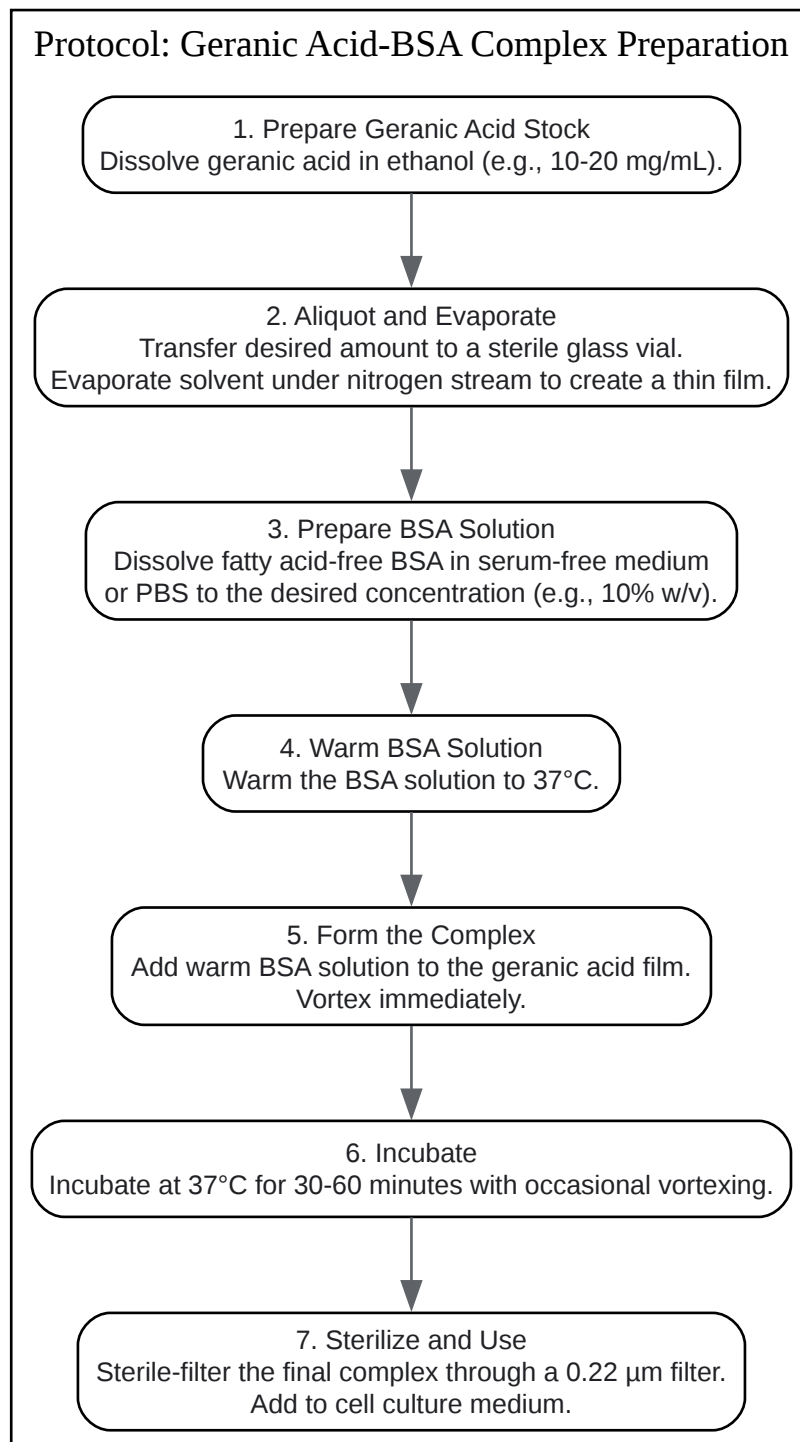 Protocol: Geranic Acid-BSA Complex Preparation
1. Prepare Geranic Acid Stock
Dissolve geranic acid in ethanol (e.g., 10-20 mg/mL).
2. Aliquot and Evaporate
Transfer desired amount to a sterile glass vial.
Evaporate solvent under nitrogen stream to create a thin film.
3. Prepare BSA Solution
Dissolve fatty acid-free BSA in serum-free medium
or PBS to the desired concentration (e.g., 10% w/v).
4. Warm BSA Solution
Warm the BSA solution to 37°C.
5. Form the Complex
Add warm BSA solution to the geranic acid film.
Vortex immediately.
6. Incubate
Incubate at 37°C for 30-60 minutes with occasional vortexing.
7. Sterilize and Use
Sterile-filter the final complex through a 0.22 µm filter.
Add to cell culture medium.